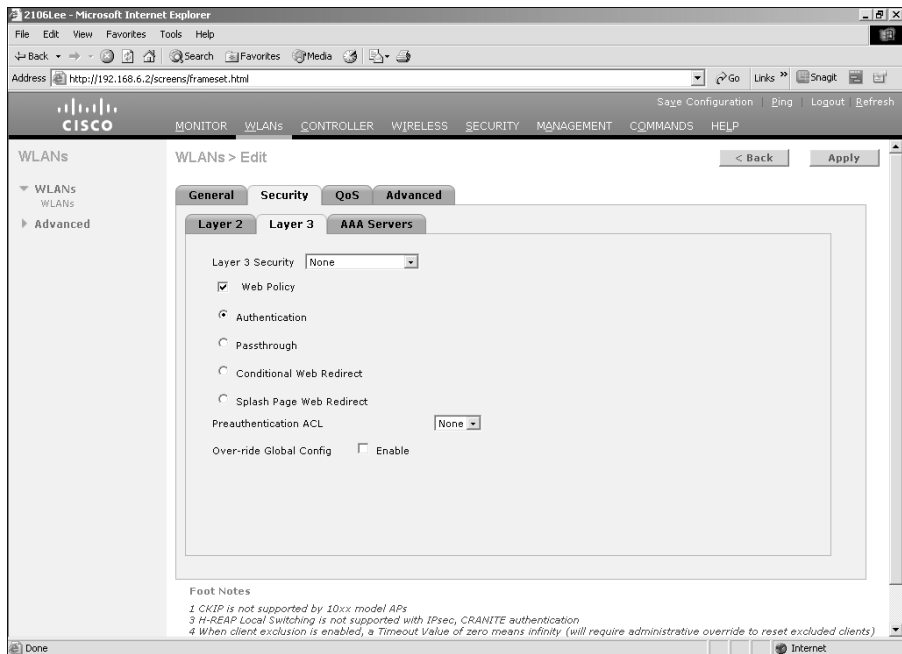 2106Lee - Microsoft Internet Explorer
File Edit View Favorites Tools Help
Back Search Favorites Media
Address http://192.168.6.2/screens/frameset.html Go Links » Snagit
Save Configuration | Ping | Logout | Refresh
CISCO
MONITOR WLANs CONTROLLER WIRELESS SECURITY MANAGEMENT COMMANDS HELP
WLANs
WLANs > Edit
< Back Apply
WLANs
WLANs
Advanced
General Security QoS Advanced
Layer 2 Layer 3 AAA Servers
Layer 3 Security None
Web Policy
Authentication
Passthrough
Conditional Web Redirect
Splash Page Web Redirect
Preauthentication ACL None
Over-ride Global Config Enable
Foot Notes
1 CKIP is not supported by 10xx model APs
3 H-REAP Local Switching is not supported with IPsec, CRANITE authentication
4 When client exclusion is enabled, a Timeout Value of zero means infinity (will require administrative override to reset excluded clients)
Done Internet